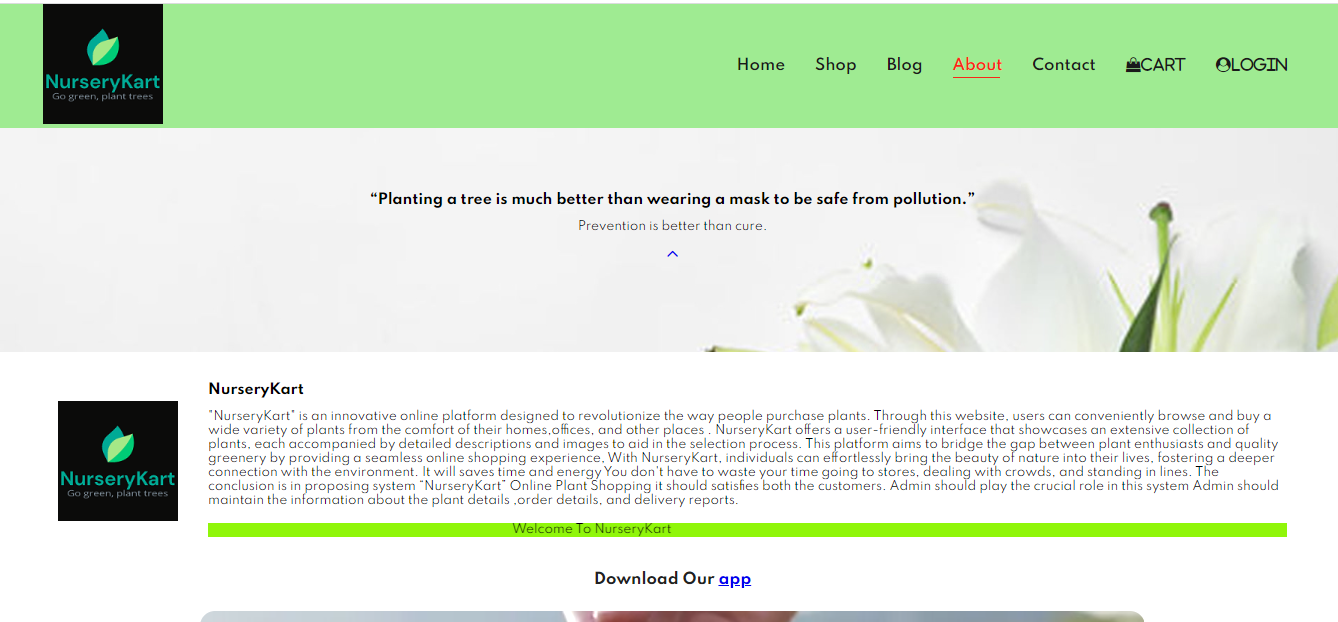 NurseryKart
Go green, plant trees
Home Shop Blog About Contact CART LOGIN
“Planting a tree is much better than wearing a mask to be safe from pollution.”
Prevention is better than cure.
NurseryKart
Go green, plant trees
NurseryKart
"NurseryKart" is an innovative online platform designed to revolutionize the way people purchase plants. Through this website, users can conveniently browse and buy a
wide variety of plants from the comfort of their homes,offices, and other places . NurseryKart offers a user-friendly interface that showcases an extensive collection of
plants, each accompanied by detailed descriptions and images to aid in the selection process. This platform aims to bridge the gap between plant enthusiasts and quality
greenery by providing a seamless online shopping experience, With NurseryKart, individuals can effortlessly bring the beauty of nature into their lives, fostering a deeper
connection with the environment. It will saves time and energy You don't have to waste your time going to stores, dealing with crowds, and standing in lines. The
conclusion is in proposing system “NurseryKart” Online Plant Shopping it should satisfies both the customers. Admin should play the crucial role in this system Admin should
maintain the information about the plant details ,order details, and delivery reports.
Welcome To NurseryKart
Download Our app